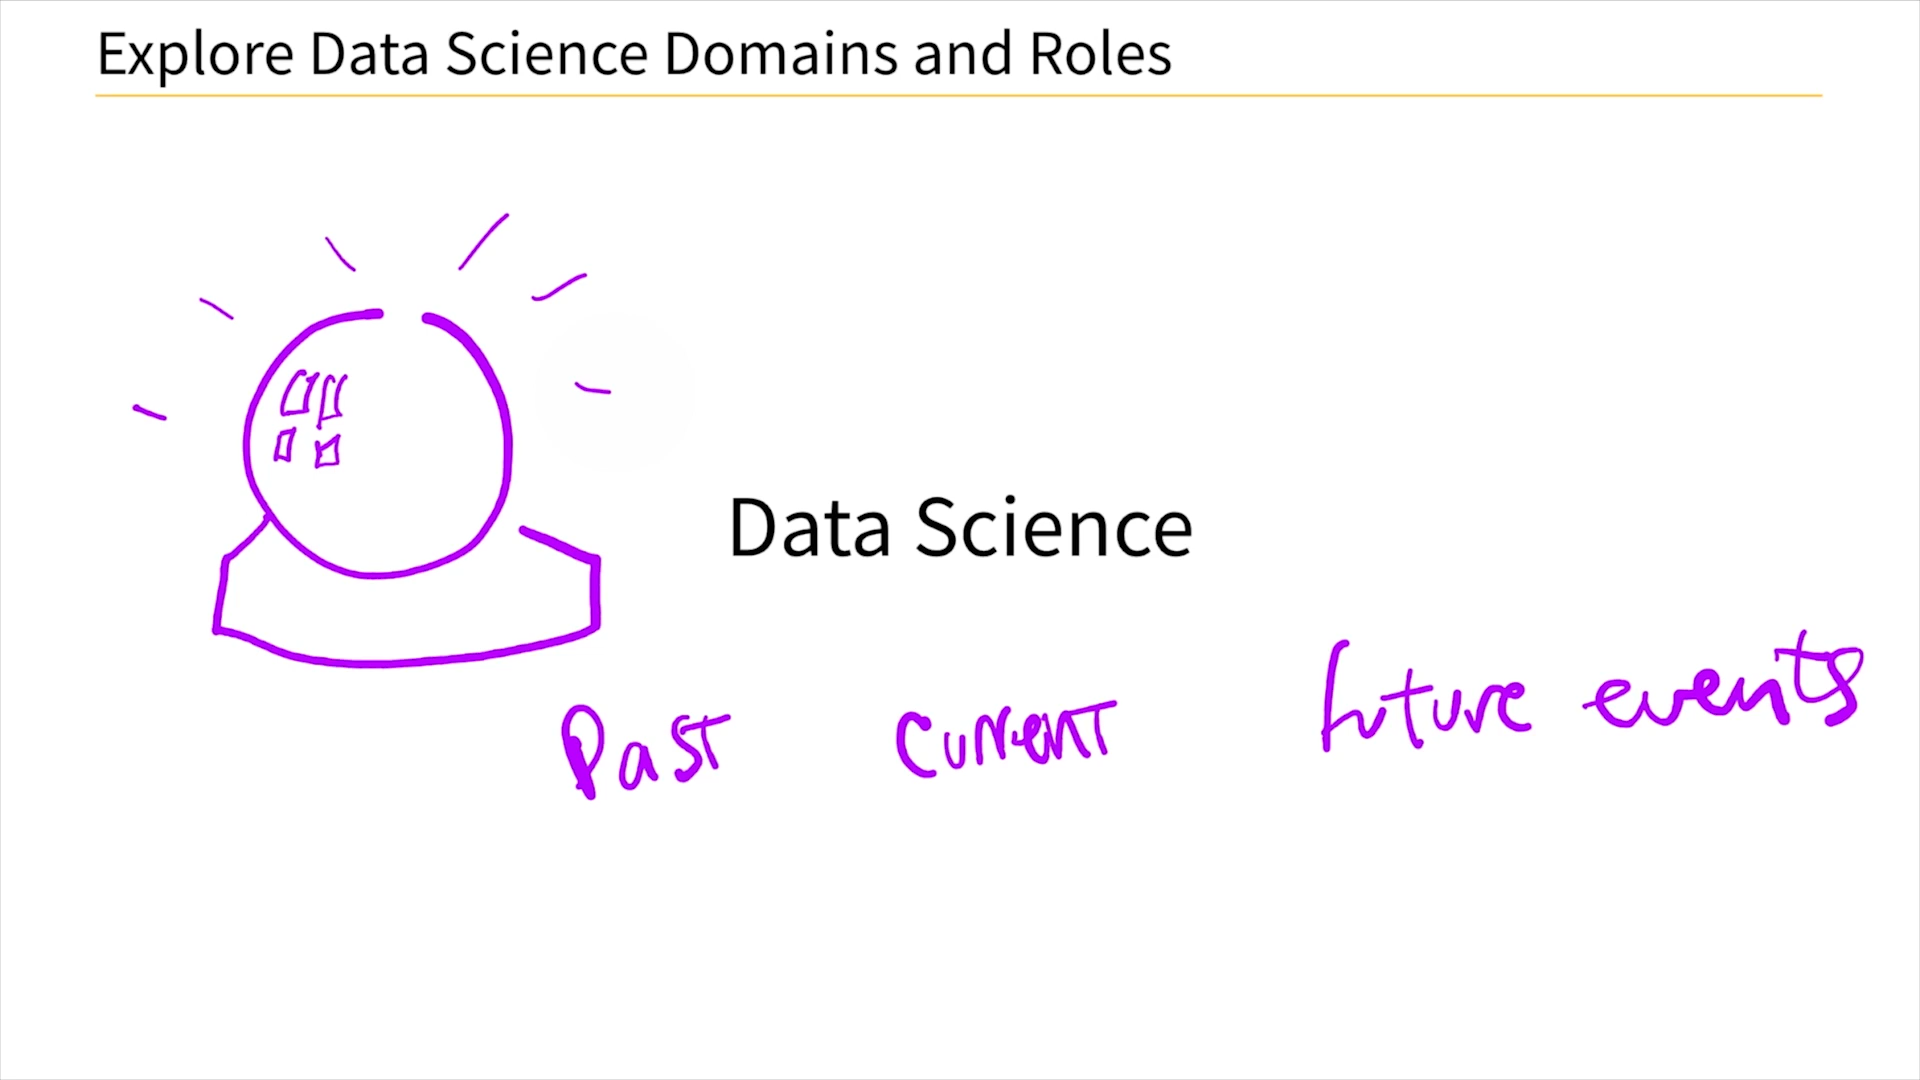 Explore Data Science Domains and Roles
Data Science
Past Current future events